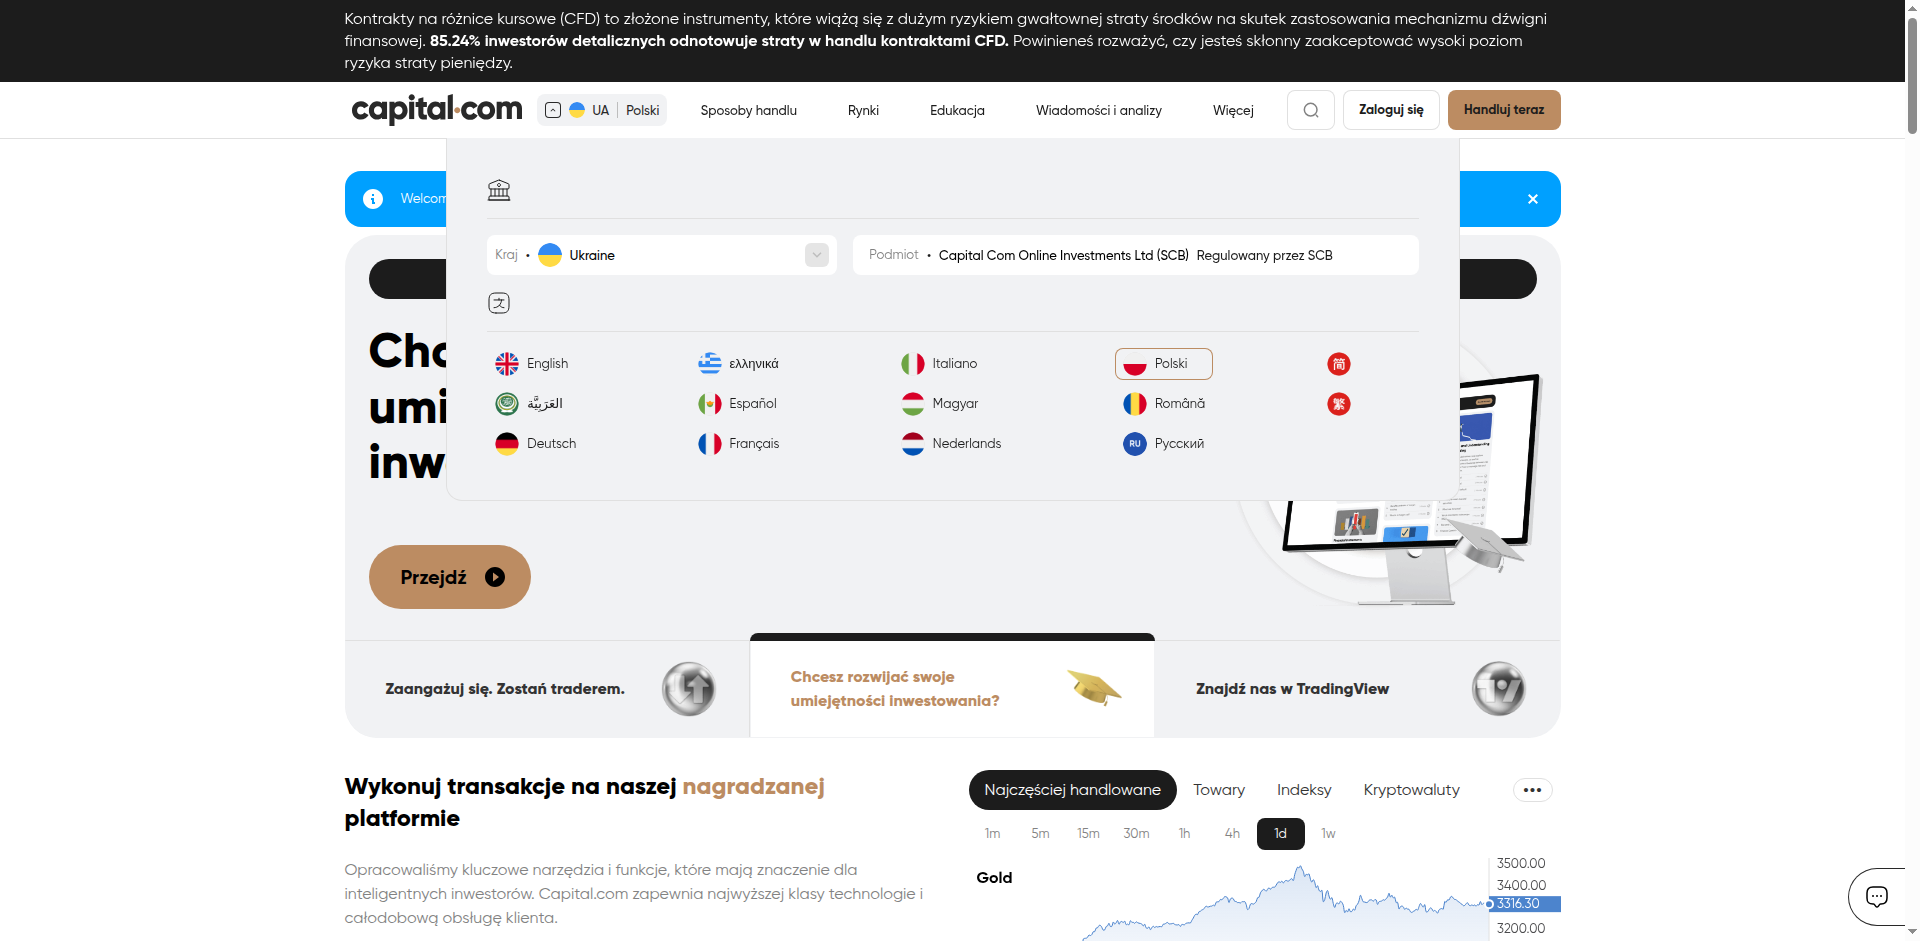 Kontrakty na różnice kursowe (CFD) to złożone instrumenty, które wiążą się z dużym ryzykiem gwałtownej straty środków na skutek zastosowania mechanizmu dźwigni
finansowej. 85.24% inwestorów detalicznych odnotowuje straty w handlu kontraktami CFD. Powinieneś rozważyć, czy jesteś skłonny zaakceptować wysoki poziom
ryzyka straty pieniędzy.
capital.com
UA | Polski
Sposoby handlu
Rynki
Edukacja
Wiadomości i analizy
Więcej
Zaloguj się
Handluj teraz
Kraj • Ukraine
Podmiot • Capital Com Online Investments Ltd (SCB) Regulowany przez SCB
English
ελληνικά
Italiano
Polski
简
العَرَبِيَّة
Español
Magyar
Română
繁
Deutsch
Français
Nederlands
RU Русский
Przejdź
Zaangażuj się. Zostań traderem.
Chcesz rozwijać swoje
umiejętności inwestowania?
Znajdź nas w TradingView
Wykonuj transakcje na naszej nagradzanej
platformie
Opracowaliśmy kluczowe narzędzia i funkcje, które mają znaczenie dla
inteligentnych inwestorów. Capital.com zapewnia najwyższej klasy technologie i
całodobową obsługę klienta.
Najczęściej handlowane
Towary
Indeksy
Kryptowaluty
1m
5m
15m
30m
1h
4h
1d
1w
Gold
3500.00
3400.00
3316.30
3200.00